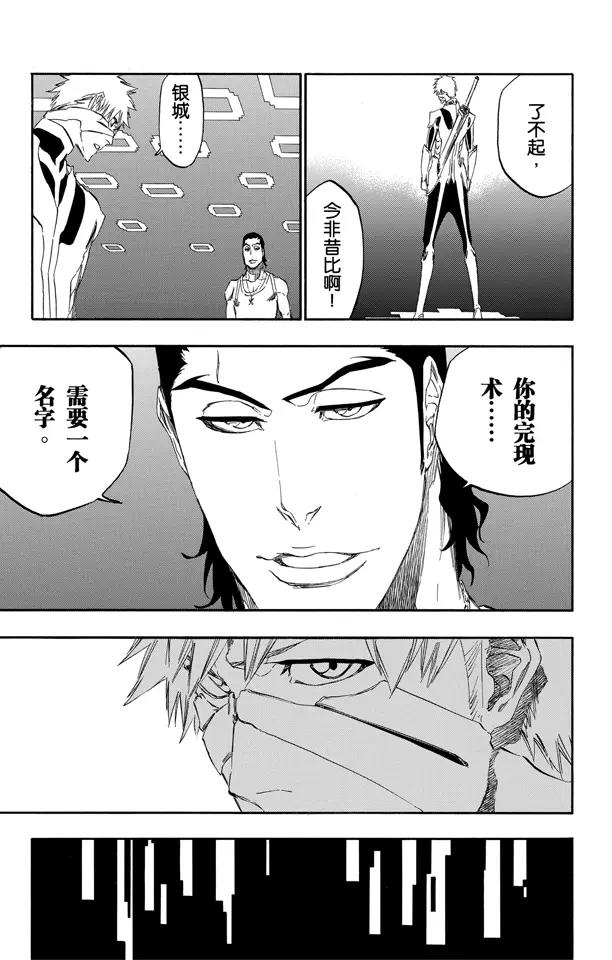 了不起，
今非昔比啊！
银城……
你的完现
术……
需要一个
名字。